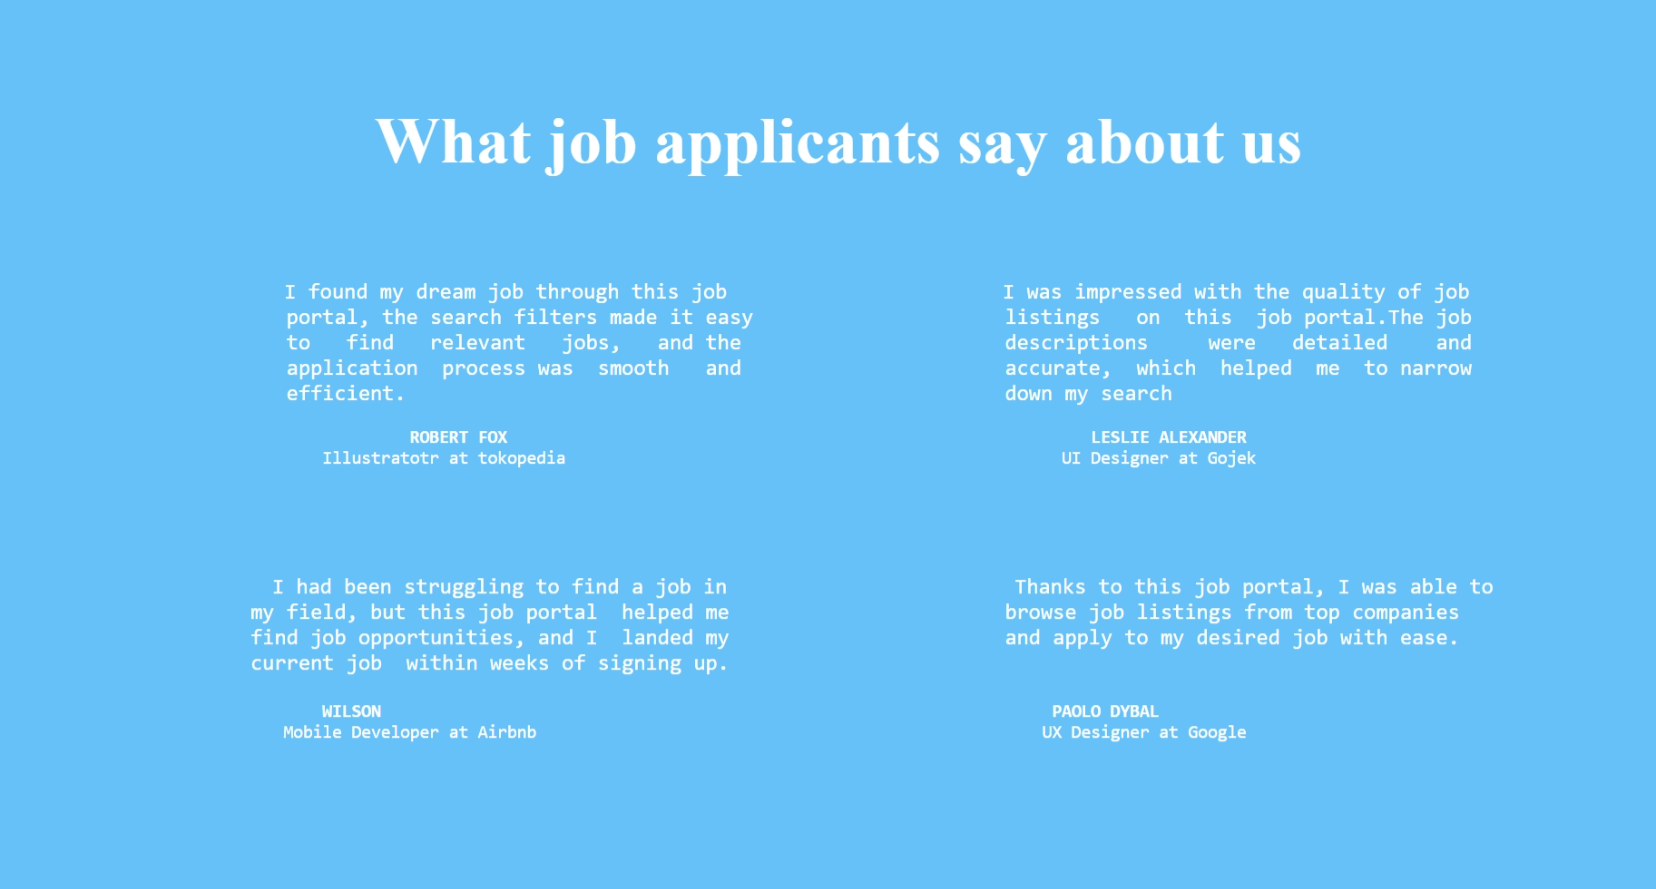 What job applicants say about us
I found my dream job through this job
portal, the search filters made it easy
to find relevant jobs, and the
application process was smooth and
efficient.
ROBERT FOX
Illustratotr at tokopedia
I was impressed with the quality of job
listings on this job portal.The job
descriptions were detailed and
accurate, which helped me to narrow
down my search
LESLIE ALEXANDER
UI Designer at Gojek
I had been struggling to find a job in
my field, but this job portal helped me
find job opportunities, and I landed my
current job within weeks of signing up.
WILSON
Mobile Developer at Airbnb
Thanks to this job portal, I was able to
browse job listings from top companies
and apply to my desired job with ease.
PAOLO DYBAL
UX Designer at Google